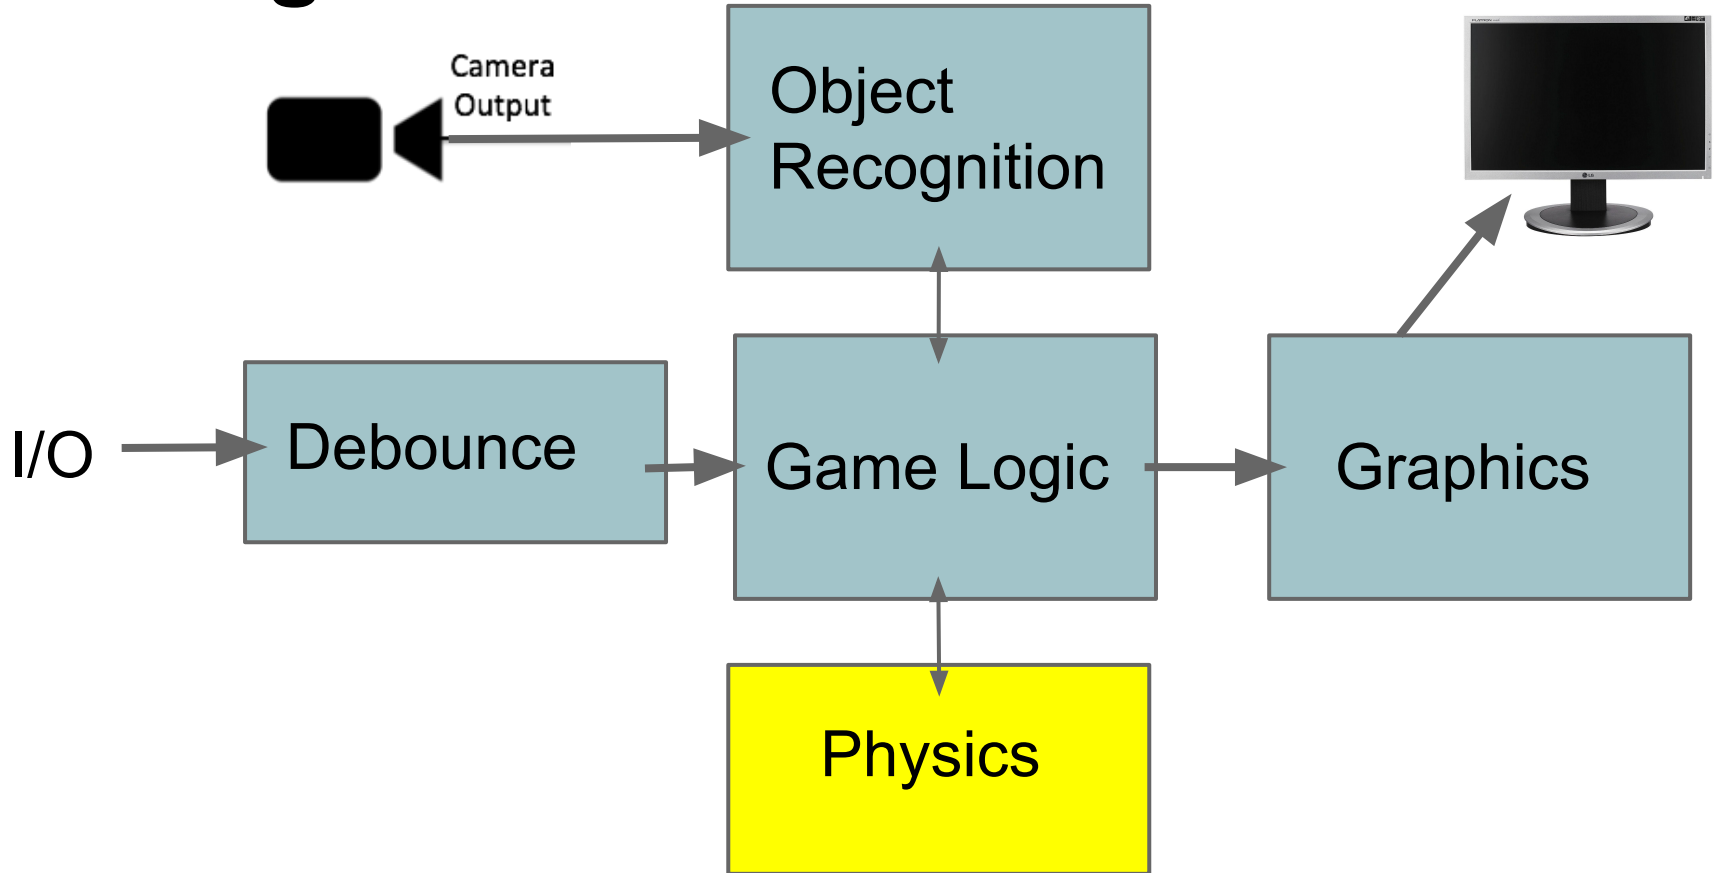 Camera
Output
Object
Recognition
I/O
Debounce
Game Logic
Graphics
Physics